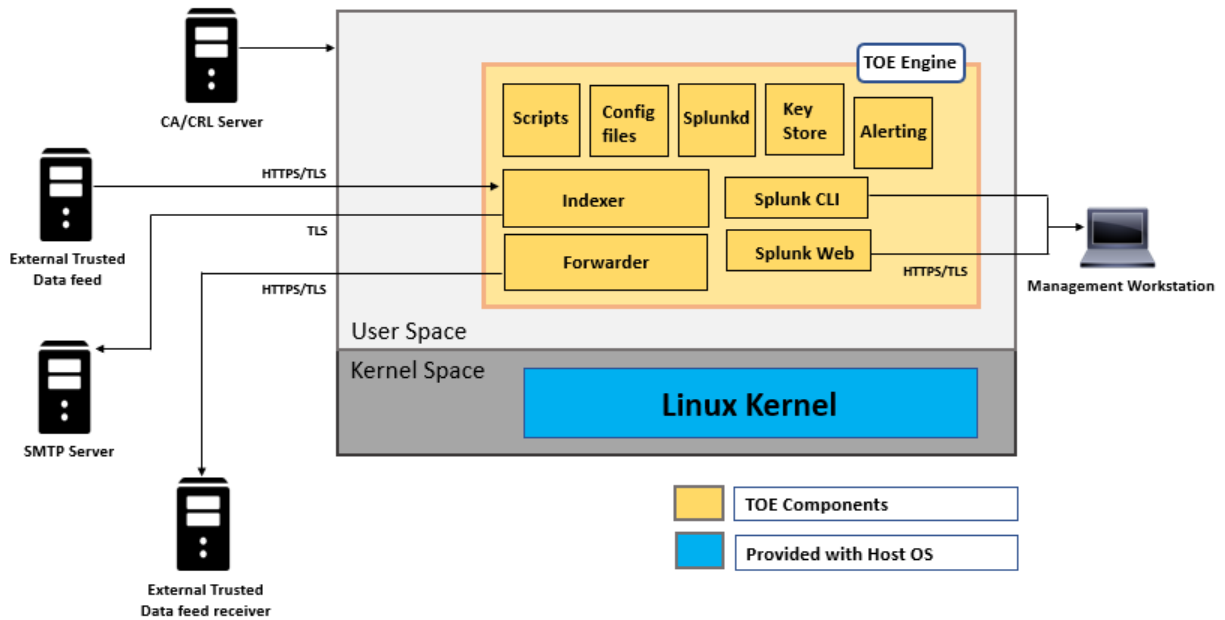 CA/CRL Server
TOE Engine
Scripts
Config
files
Splunkd
Key
Store
Alerting
HTTPS/TLS
Indexer
Splunk CLI
TLS
External Trusted
Data feed
Forwarder
Splunk Web
HTTPS/TLS
HTTPS/TLS
Management Workstation
User Space
Kernel Space
Linux Kernel
SMTP Server
TOE Components
Provided with Host OS
External Trusted
Data feed receiver